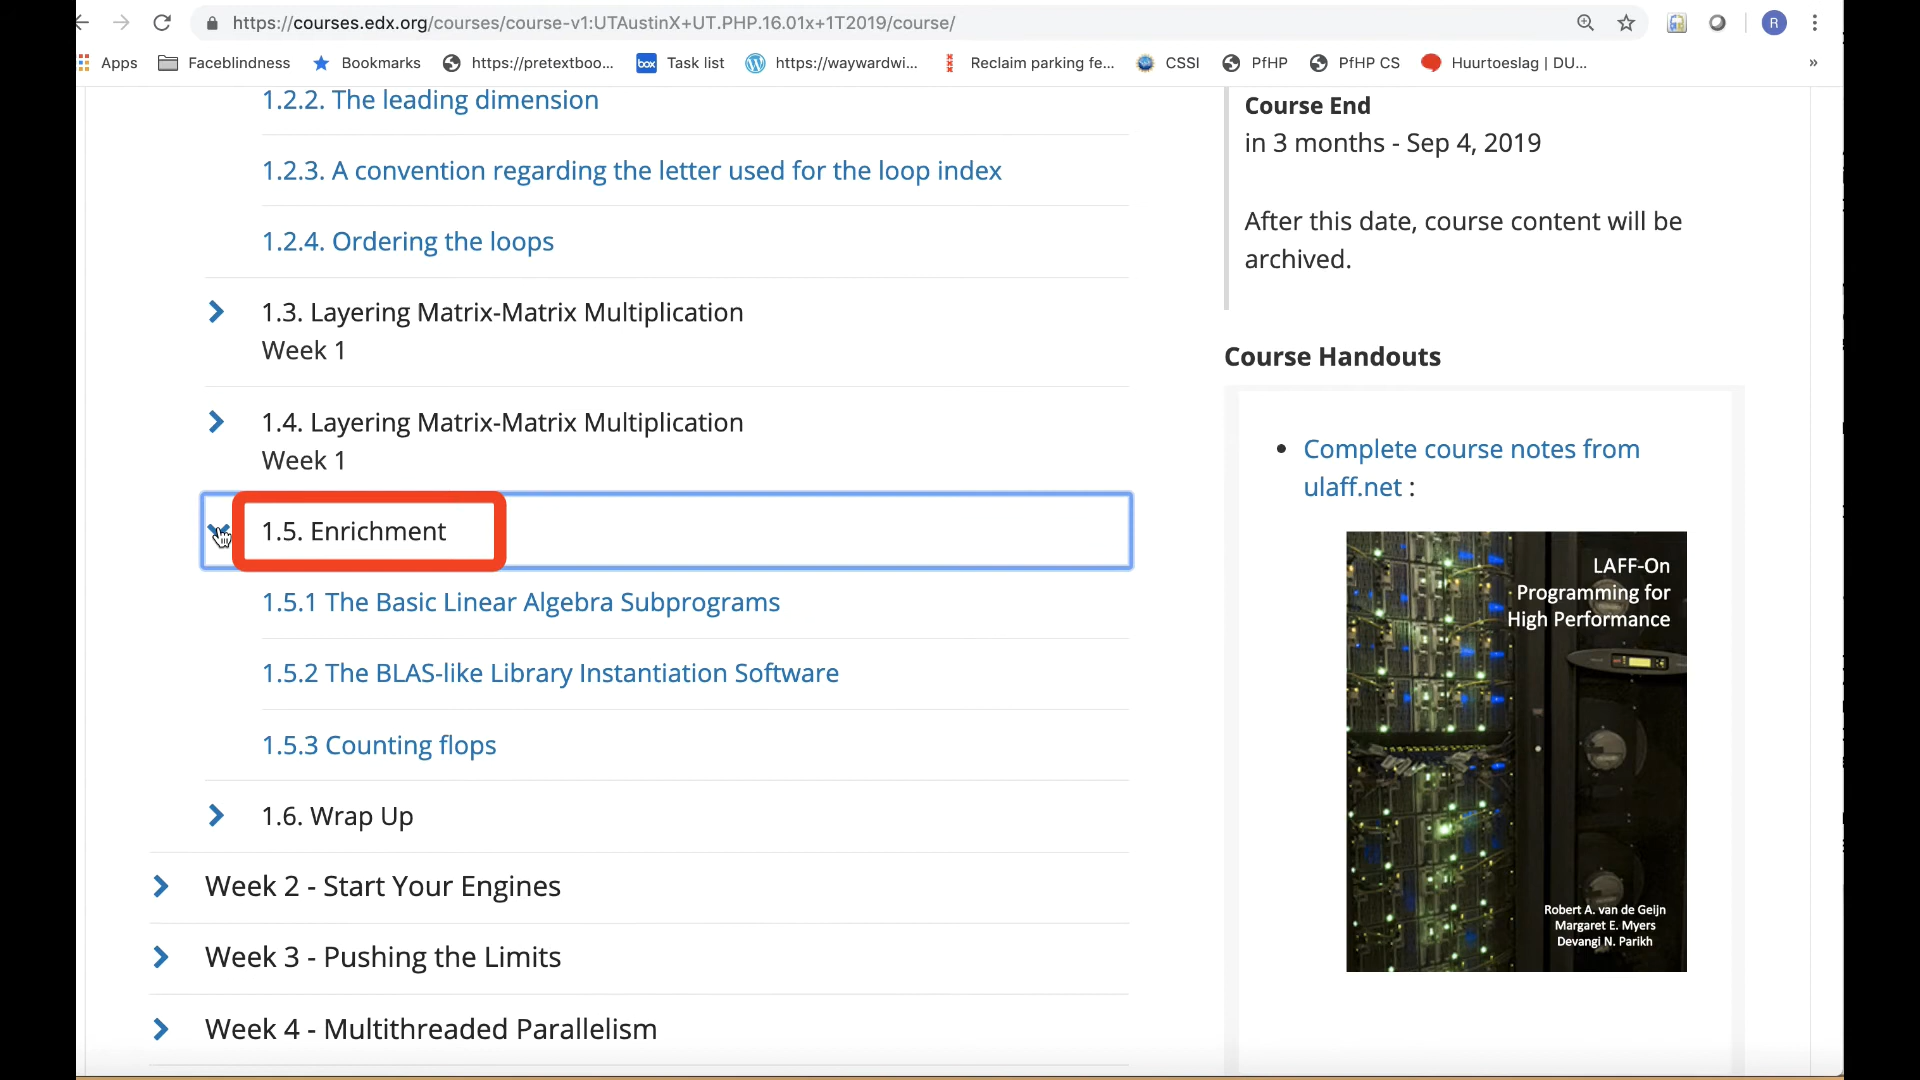 https://courses.edx.org/courses/course-v1:UTAustinX+UT.PHP.16.01x+1T2019/course/
R
Apps
Faceblindness
Bookmarks
https://pretextboo...
box
Task list
https://waywardwi...
Reclaim parking fe...
CSSI
PfHP
PfHP CS
Huurtoeslag | DU...
»
1.2.2. The leading dimension
1.2.3. A convention regarding the letter used for the loop index
1.2.4. Ordering the loops
1.3. Layering Matrix-Matrix Multiplication
Week 1
1.4. Layering Matrix-Matrix Multiplication
Week 1
1.5. Enrichment
1.5.1 The Basic Linear Algebra Subprograms
1.5.2 The BLAS-like Library Instantiation Software
1.5.3 Counting flops
1.6. Wrap Up
Week 2 - Start Your Engines
Week 3 - Pushing the Limits
Week 4 - Multithreaded Parallelism
Course End
in 3 months - Sep 4, 2019
After this date, course content will be
archived.
Course Handouts
Complete course notes from
ulaff.net :
LAFF-On
Programming for
High Performance
Robert A. van de Geijn
Margaret E. Myers
Devangi N. Parikh